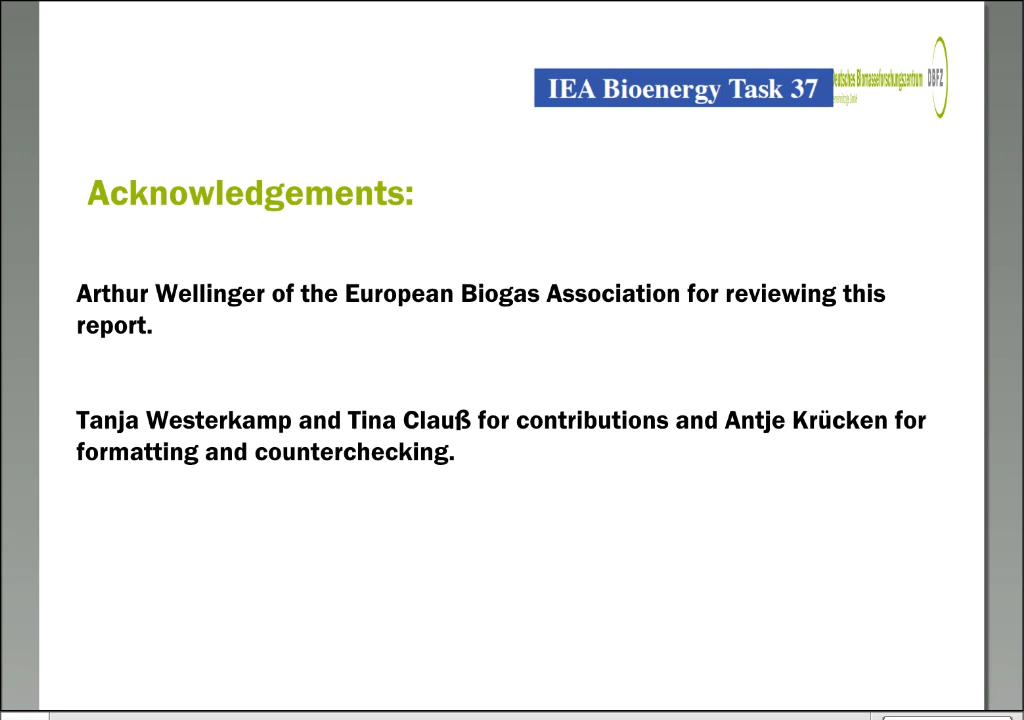 IEA Bioenergy Task 37
eutsches Biomasseforschungszentrum
DBFZ
Acknowledgements:
Arthur Wellinger of the European Biogas Association for reviewing this
report.
Tanja Westerkamp and Tina Clauß for contributions and Antje Krücken for
formatting and counterchecking.